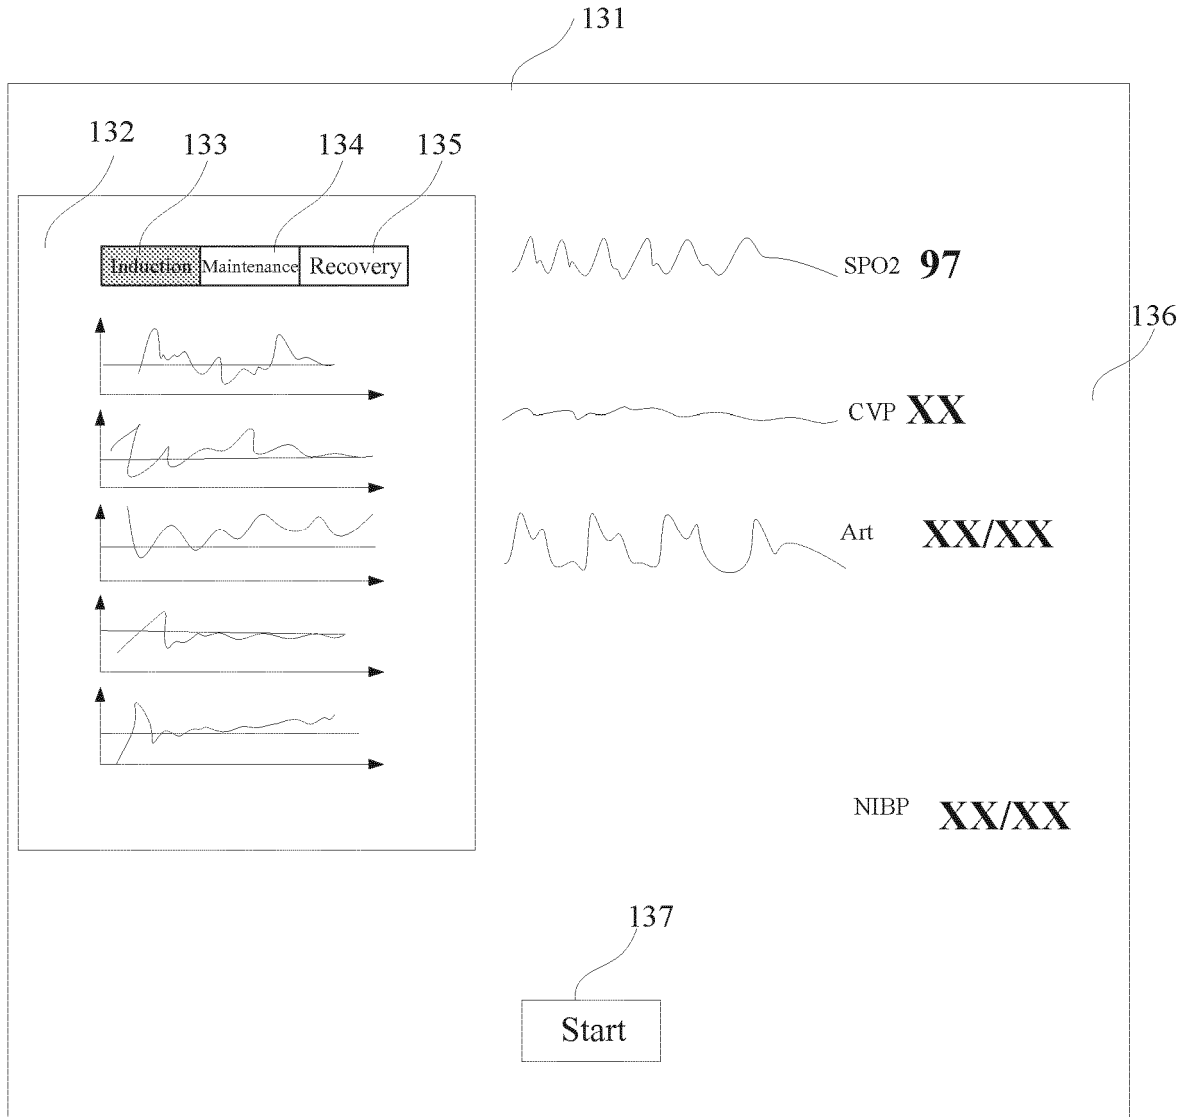 131
132 133 134 135
Induction Maintenance Recovery
SPO2 97
136
CVP XX
Art XX/XX
NIBP XX/XX
137
Start